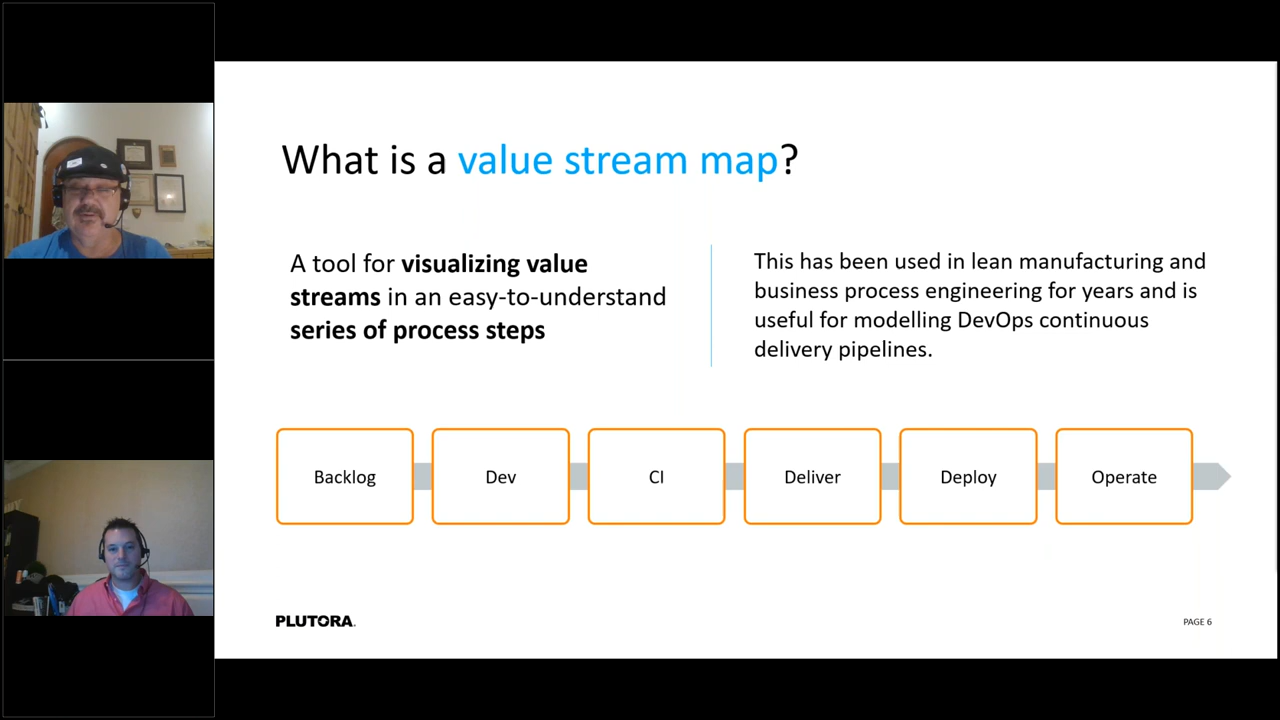 What is a value stream map?
A tool for visualizing value
streams in an easy-to-understand
series of process steps
This has been used in lean manufacturing and
business process engineering for years and is
useful for modelling DevOps continuous
delivery pipelines.
Backlog
Dev
CI
Deliver
Deploy
Operate
PLUTORA
PAGE 6